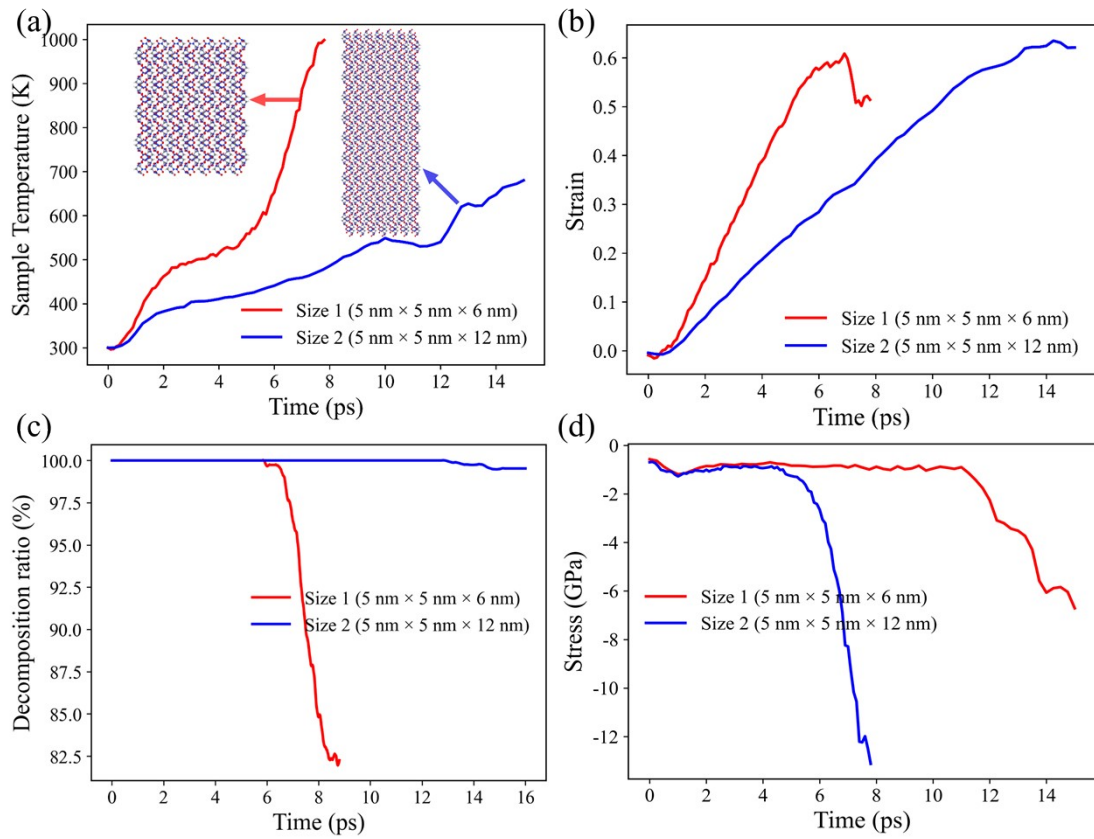 (a)
Sample Temperature (K)
1000
900
800
700
600
500
400
300
Size 1 (5 nm × 5 nm × 6 nm)
Size 2 (5 nm × 5 nm × 12 nm)
0 2 4 6 8 10 12 14
Time (ps)
(b)
Strain
0.6
0.5
0.4
0.3
0.2
0.1
0.0
Size 1 (5 nm × 5 nm × 6 nm)
Size 2 (5 nm × 5 nm × 12 nm)
0 2 4 6 8 10 12 14
Time (ps)
(c)
Decomposition ratio (%)
100.0
97.5
95.0
92.5
90.0
87.5
85.0
82.5
Size 1 (5 nm × 5 nm × 6 nm)
Size 2 (5 nm × 5 nm × 12 nm)
0 2 4 6 8 10 12 14 16
Time (ps)
(d)
Stress (GPa)
0
-2
-4
-6
-8
-10
-12
Size 1 (5 nm × 5 nm × 6 nm)
Size 2 (5 nm × 5 nm × 12 nm)
0 2 4 6 8 10 12 14
Time (ps)